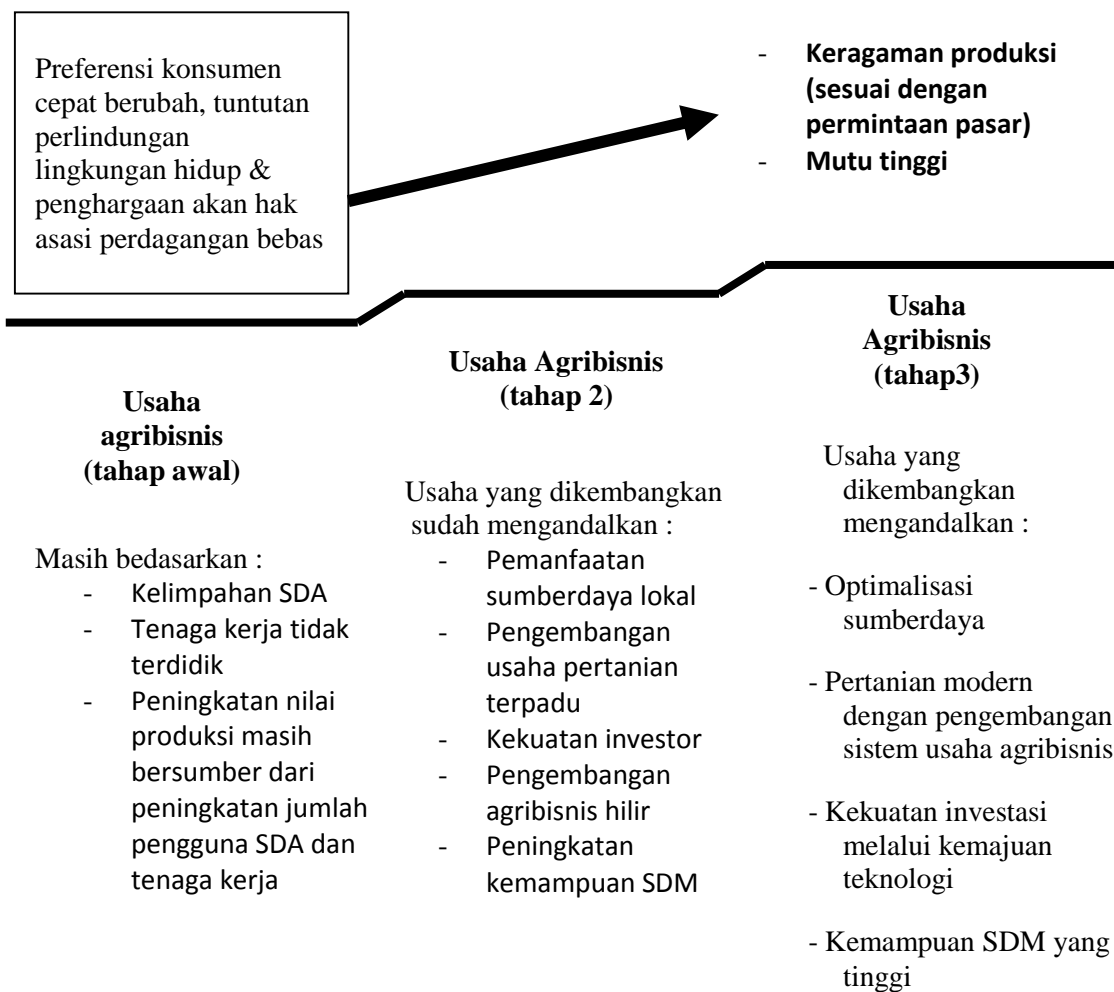 Preferensi konsumen
cepat berubah, tuntutan
perlindungan
lingkungan hidup &
penghargaan akan hak
asasi perdagangan bebas
- Keragaman produksi
(sesuai dengan
permintaan pasar)
- Mutu tinggi
Usaha
agribisnis
(tahap awal)
Masih bedasarkan :
- Kelimpahan SDA
- Tenaga kerja tidak
terdidik
- Peningkatan nilai
produksi masih
bersumber dari
peningkatan jumlah
pengguna SDA dan
tenaga kerja
Usaha Agribisnis
(tahap 2)
Usaha yang dikembangkan
sudah mengandalkan :
- Pemanfaatan
sumberdaya lokal
- Pengembangan
usaha pertanian
terpadu
- Kekuatan investor
- Pengembangan
agribisnis hilir
- Peningkatan
kemampuan SDM
Usaha
Agribisnis
(tahap3)
Usaha yang
dikembangkan
mengandalkan :
- Optimalisasi
sumberdaya
- Pertanian modern
dengan pengembangan
sistem usaha agribisnis
- Kekuatan investasi
melalui kemajuan
teknologi
- Kemampuan SDM yang
tinggi